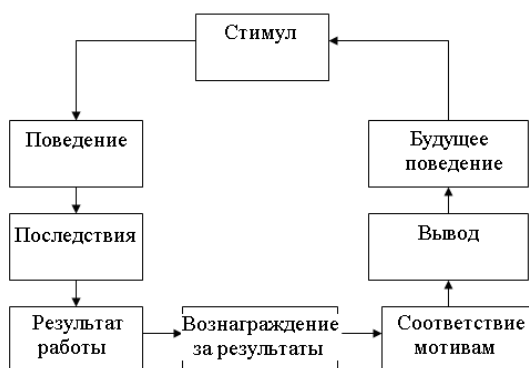 Стимул
Поведение
Последствия
Результат
работы
Вознаграждение
за результаты
Соответствие
мотивам
Вывод
Будущее
поведение